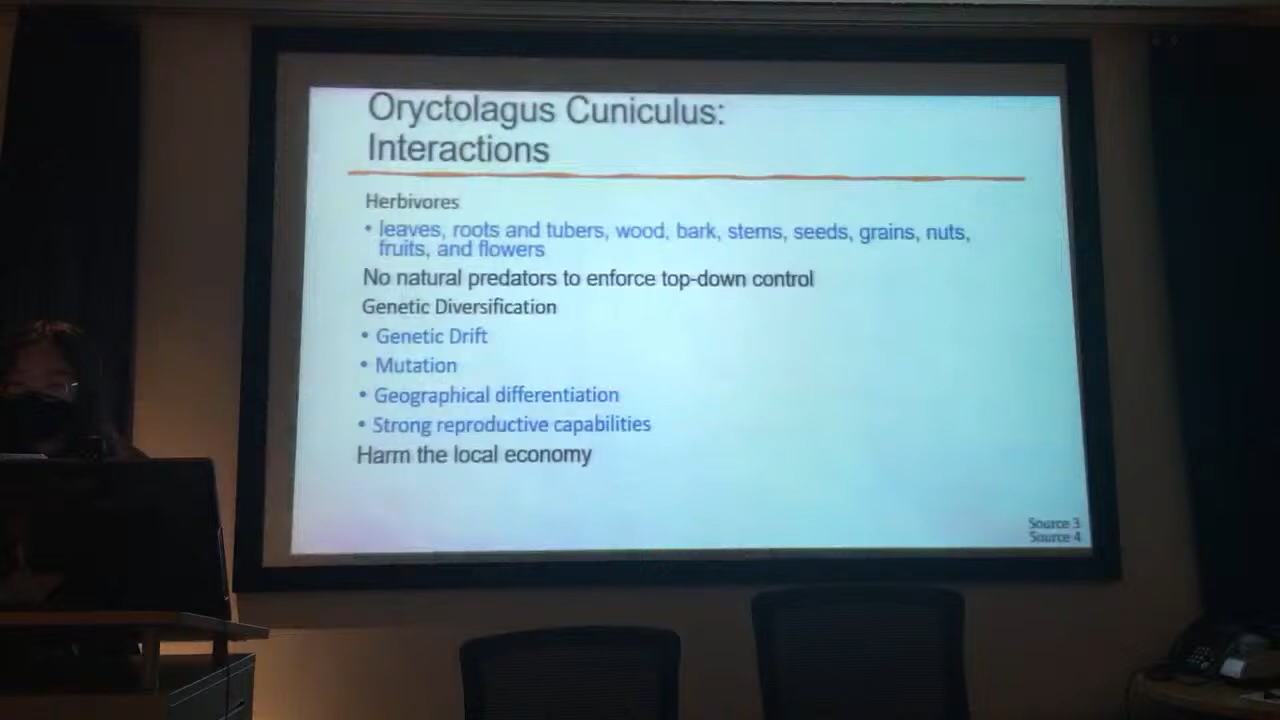 Oryctolagus Cuniculus:
Interactions
Herbivores
• leaves, roots and tubers, wood, bark, stems, seeds, grains, nuts,
fruits, and flowers
No natural predators to enforce top-down control
Genetic Diversification
• Genetic Drift
• Mutation
• Geographical differentiation
• Strong reproductive capabilities
Harm the local economy
Source 3
Source 4